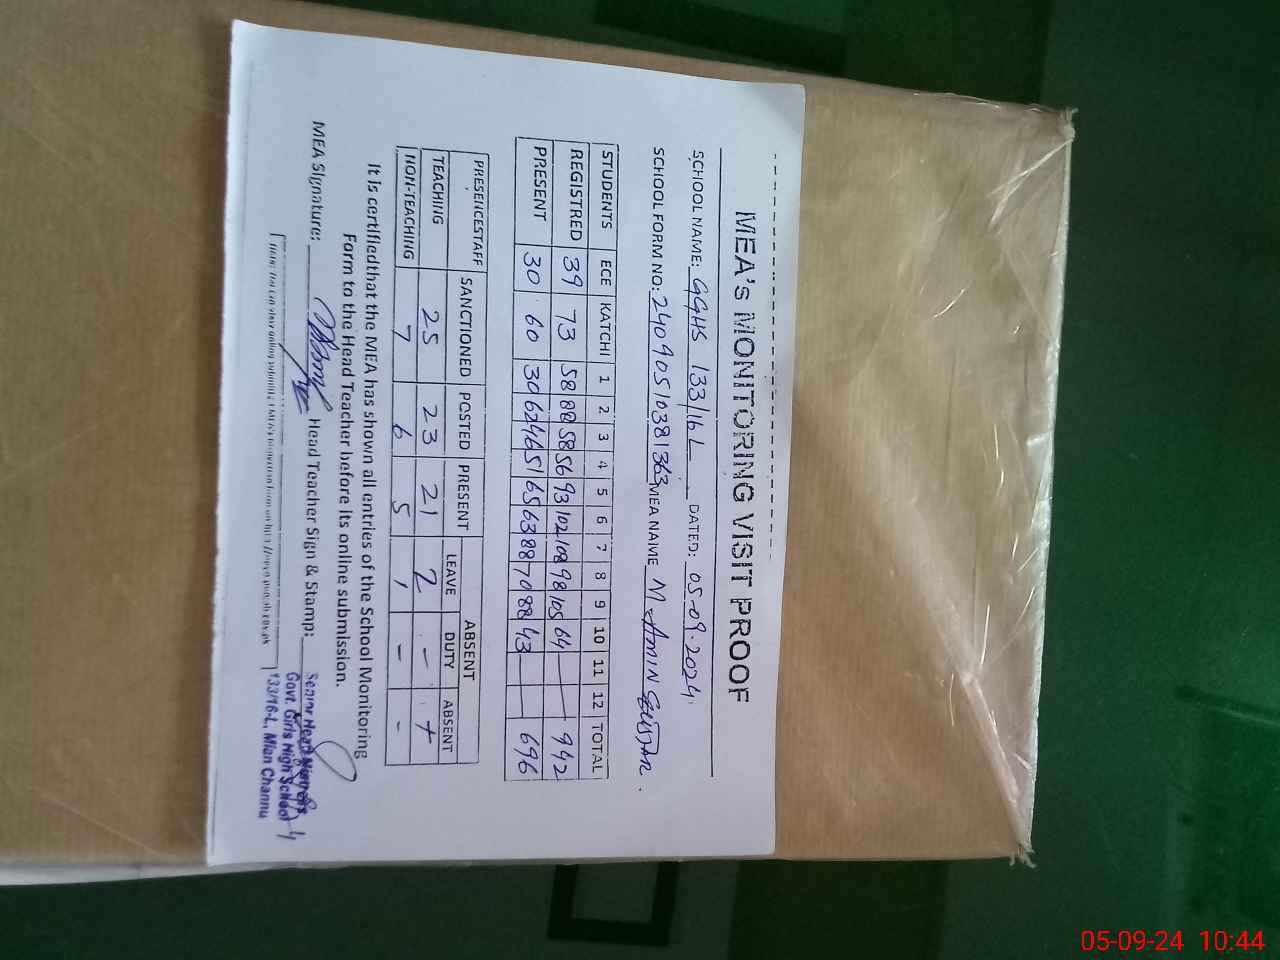 MEA's MONITORING VISIT PROOF
SCHOOL NAME: GGHS 133/16 L DATED: 05-09-2024
SCHOOL FORM NO: 24090510381363 MEA NAME M AMIN
STUDENTS ECE KATCHI 1 2 3 4 5 6 7 8 9 10 11 12 TOTAL
REGISTRED 39 73 58 88 58 56 93 102 108 98 105 64 942
PRESENT 30 60 30 62 46 51 65 63 88 70 88 43 696
PRESENCESTAFF SANCTIONED POSTED PRESENT ABSENT
LEAVE DUTY ABSENT
TEACHING 25 23 21 2 -
NON-TEACHING 7 6 5 1 - -
It is certifiedthat the MEA has shown all entries of the School Monitoring
Form to the Head Teacher before its online submission.
MEA Signature: Head Teacher Sign & Stamp:
Senior Head
Govt. Girls High School
133/16-L, Mian Channu
05-09-24 10:44